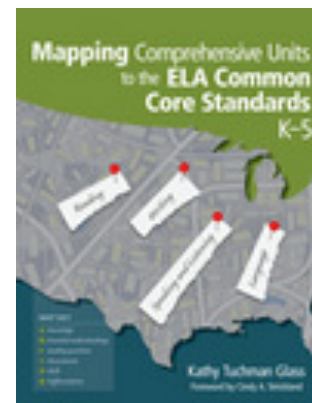 Mapping Comprehensive Units
to the ELA Common
Core Standards
K–5
Reading
Writing
Speaking and Listening
Language
Kathy Tuchman Glass
Foreword by Cindy A. Strickland